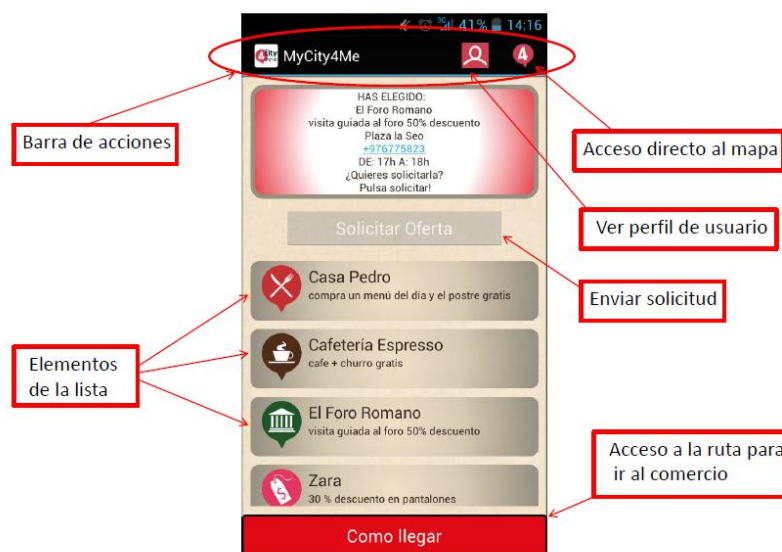 3G 41% 14:16
4City
MyCity4Me
4
Barra de acciones
HAS ELEGIDO:
El Foro Romano
visita guiada al foro 50% descuento
Plaza la Seo
+976775823
DE: 17h A: 18h
¿Quieres solicitarla?
Pulsa solicitar!
Acceso directo al mapa
Ver perfil de usuario
Solicitar Oferta
Enviar solicitud
Casa Pedro
compra un menú del día y el postre gratis
Elementos
de la lista
Cafetería Espresso
cafe + churro gratis
El Foro Romano
visita guiada al foro 50% descuento
Acceso a la ruta para
ir al comercio
Zara
30 % descuento en pantalones
Como llegar